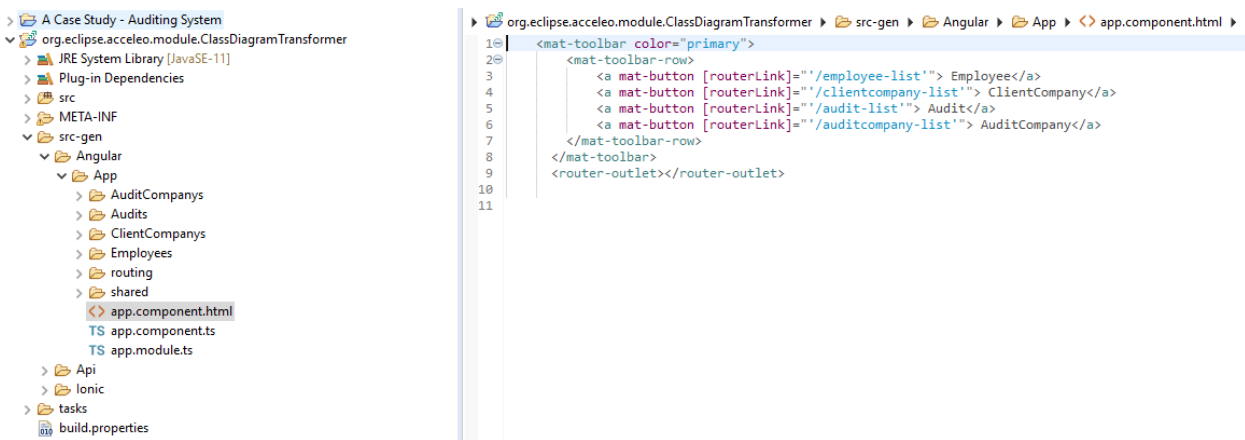 A Case Study - Auditing System
org.eclipse.acceleo.module.ClassDiagramTransformer
JRE System Library [JavaSE-11]
Plug-in Dependencies
src
META-INF
src-gen
Angular
App
AuditCompanys
Audits
ClientCompanys
Employees
routing
shared
app.component.html
TS app.component.ts
TS app.module.ts
Api
Ionic
tasks
010 build.properties
org.eclipse.acceleo.module.ClassDiagramTransformer src-gen Angular App app.component.html
1 <mat-toolbar color="primary">
2 <mat-toolbar-row>
3 <a mat-button [routerLink]="'/employee-list'"> Employee</a>
4 <a mat-button [routerLink]="'/clientcompany-list'"> ClientCompany</a>
5 <a mat-button [routerLink]="'/audit-list'"> Audit</a>
6 <a mat-button [routerLink]="'/auditcompany-list'"> AuditCompany</a>
7 </mat-toolbar-row>
8 </mat-toolbar>
9 <router-outlet></router-outlet>
10
11